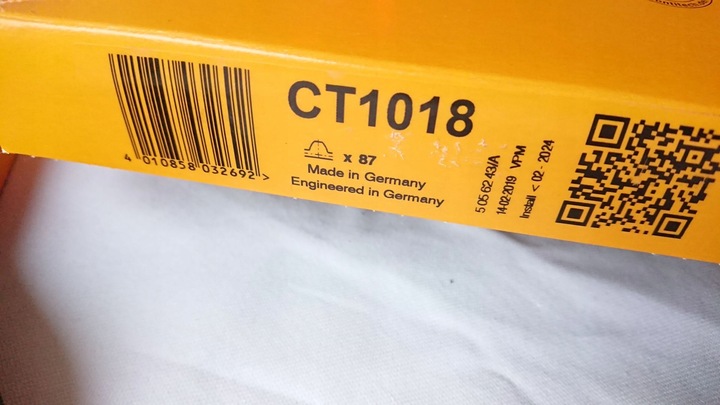 CT1018
x 87
Made in Germany
Engineered in Germany
4 010858 032692 >
5 05 62 43/A
14-02-2019 VPM
Install < 02 - 2024